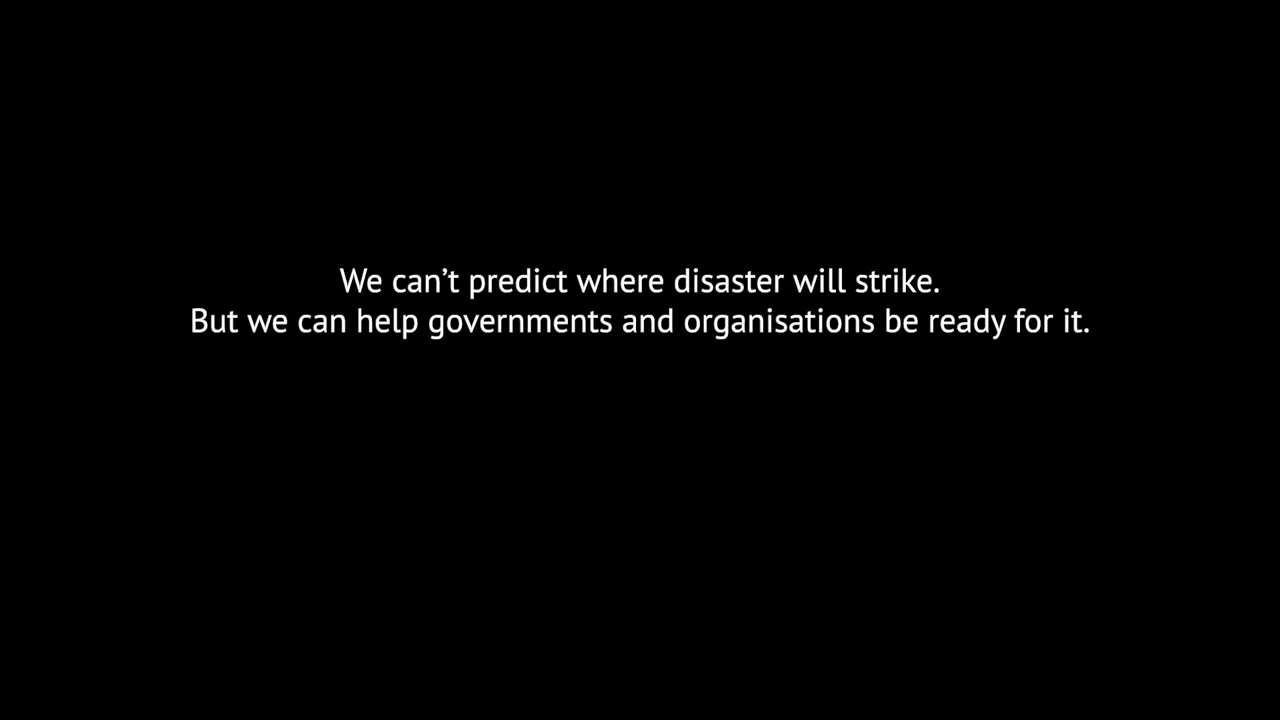 We can’t predict where disaster will strike.
But we can help governments and organisations be ready for it.